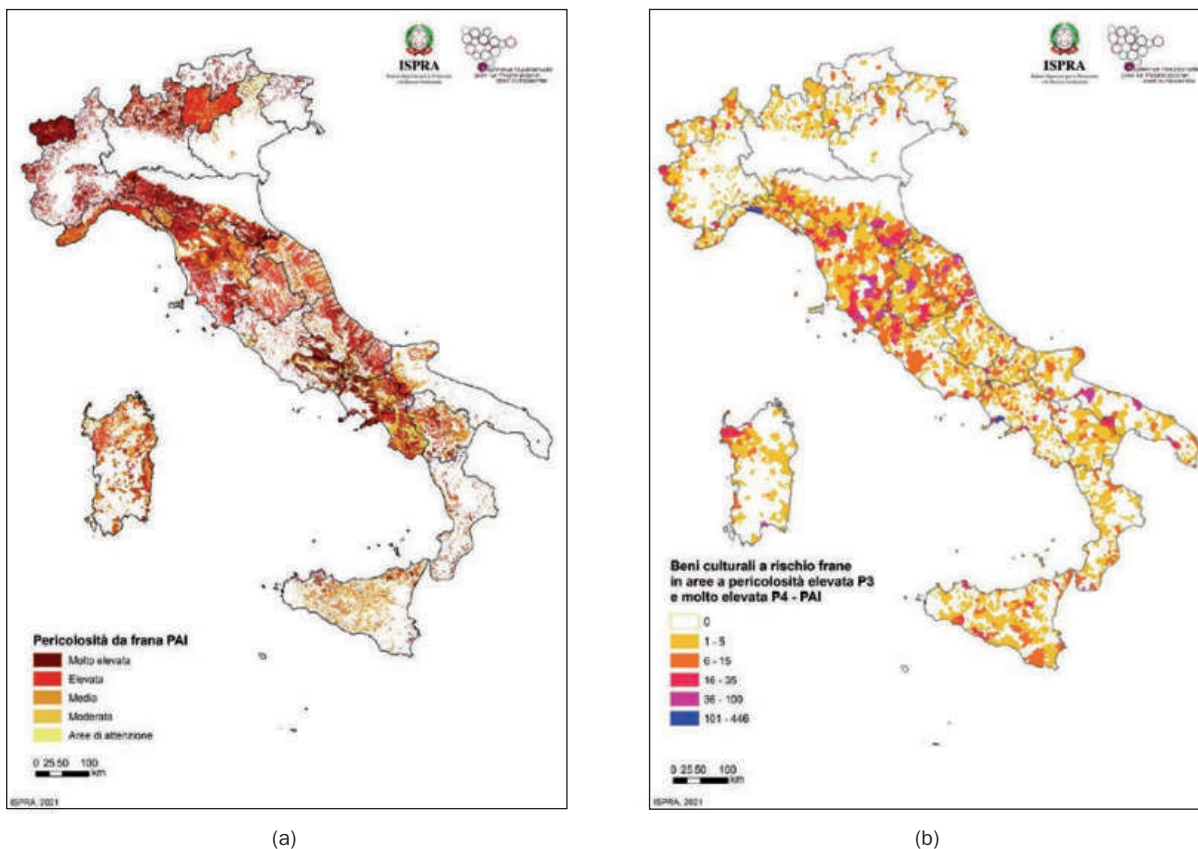 ISPRA
Pericolosità da frana PAI
Molto elevata
Elevata
Media
Moderata
Aree di attenzione
0 25 50 100
km
ISPRA, 2021
(a)
ISPRA
Beni culturali a rischio frane
in aree a pericolosità elevata P3
e molto elevata P4 - PAI
0
1 - 5
6 - 15
16 - 35
36 - 100
101 - 446
0 25 50 100
km
ISPRA, 2021
(b)